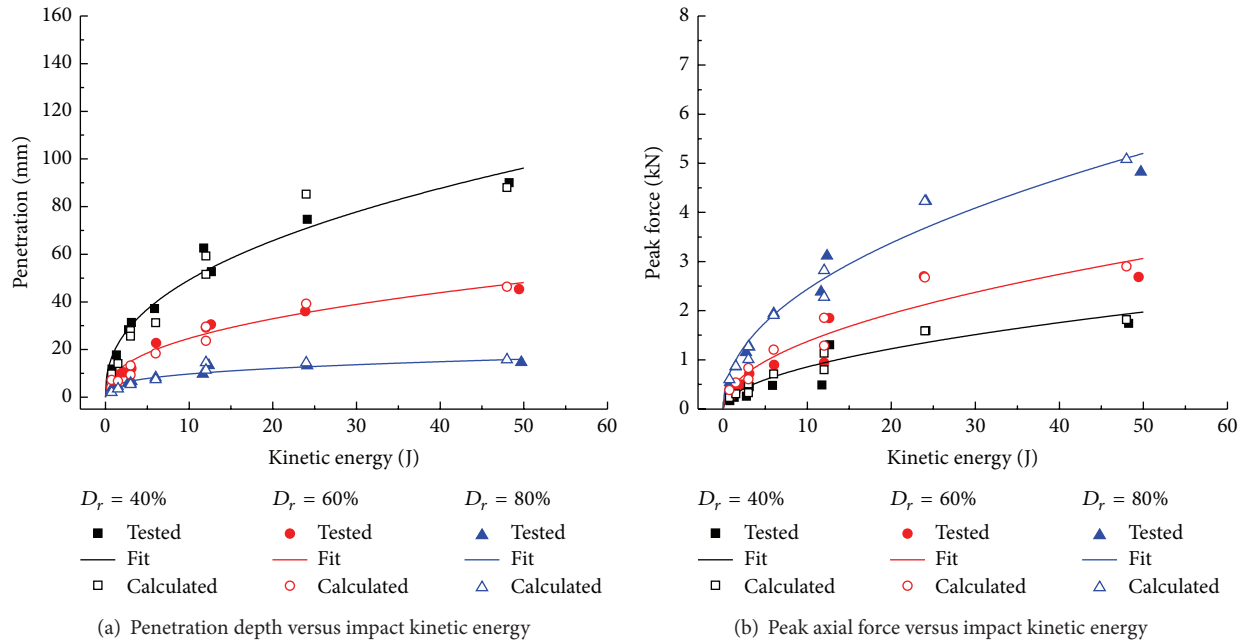 160
140
120
100
80
60
40
20
0
Penetration (mm)
0 10 20 30 40 50 60
Kinetic energy (J)
D_r = 40% D_r = 60% D_r = 80%
Tested Tested Tested
Fit Fit Fit
Calculated Calculated Calculated
(a) Penetration depth versus impact kinetic energy
8
7
6
5
4
3
2
1
0
Peak force (kN)
0 10 20 30 40 50 60
Kinetic energy (J)
D_r = 40% D_r = 60% D_r = 80%
Tested Tested Tested
Fit Fit Fit
Calculated Calculated Calculated
(b) Peak axial force versus impact kinetic energy